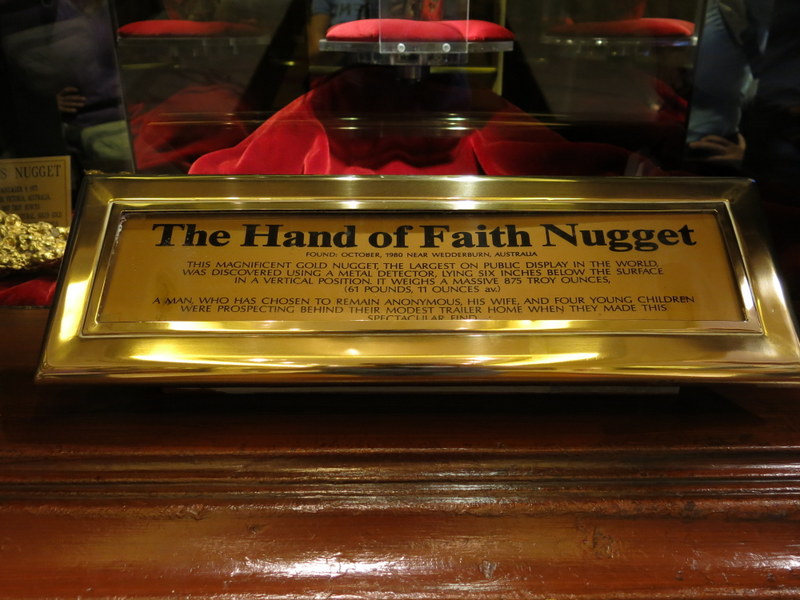 S NUGGET
The Hand of Faith Nugget
FOUND: OCTOBER, 1980 NEAR WEDDERBURN, AUSTRALIA
THIS MAGNIFICENT GOLD NUGGET, THE LARGEST ON PUBLIC DISPLAY IN THE WORLD,
WAS DISCOVERED USING A METAL DETECTOR, LYING SIX INCHES BELOW THE SURFACE
IN A VERTICAL POSITION. IT WEIGHS A MASSIVE 875 TROY OUNCES,
(61 POUNDS, 11 OUNCES av.)
A MAN, WHO HAS CHOSEN TO REMAIN ANONYMOUS, HIS WIFE, AND FOUR YOUNG CHILDREN
WERE PROSPECTING BEHIND THEIR MODEST TRAILER HOME WHEN THEY MADE THIS
SPECTACULAR FIND